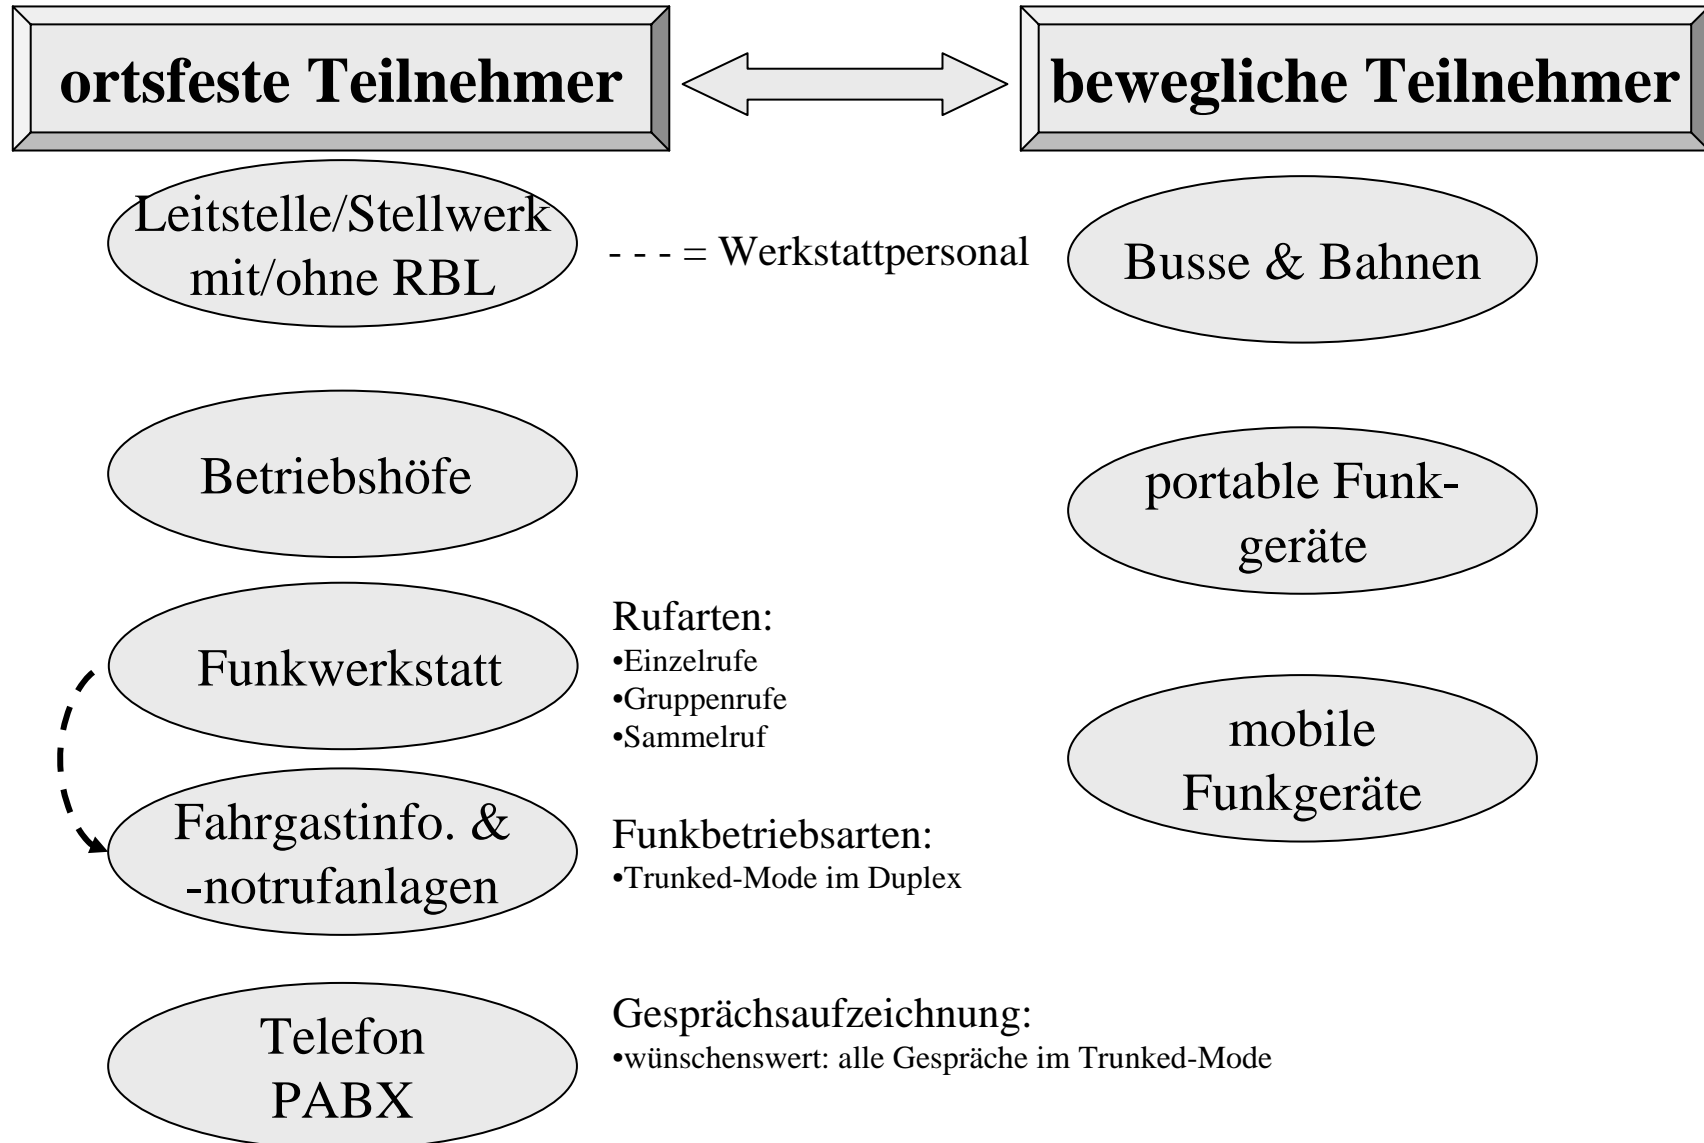 ortsfeste Teilnehmer
bewegliche Teilnehmer
Leitstelle/Stellwerk
mit/ohne RBL
- - - = Werkstattpersonal
Busse & Bahnen
Betriebshöfe
portable Funk-
geräte
Funkwerkstatt
Rufarten:
•Einzelrufe
•Gruppenrufe
•Sammelruf
mobile
Funkgeräte
Fahrgastinfo. &
-notrufanlagen
Funkbetriebsarten:
•Trunked-Mode im Duplex
Telefon
PABX
Gesprächsaufzeichnung:
•wünschenswert: alle Gespräche im Trunked-Mode